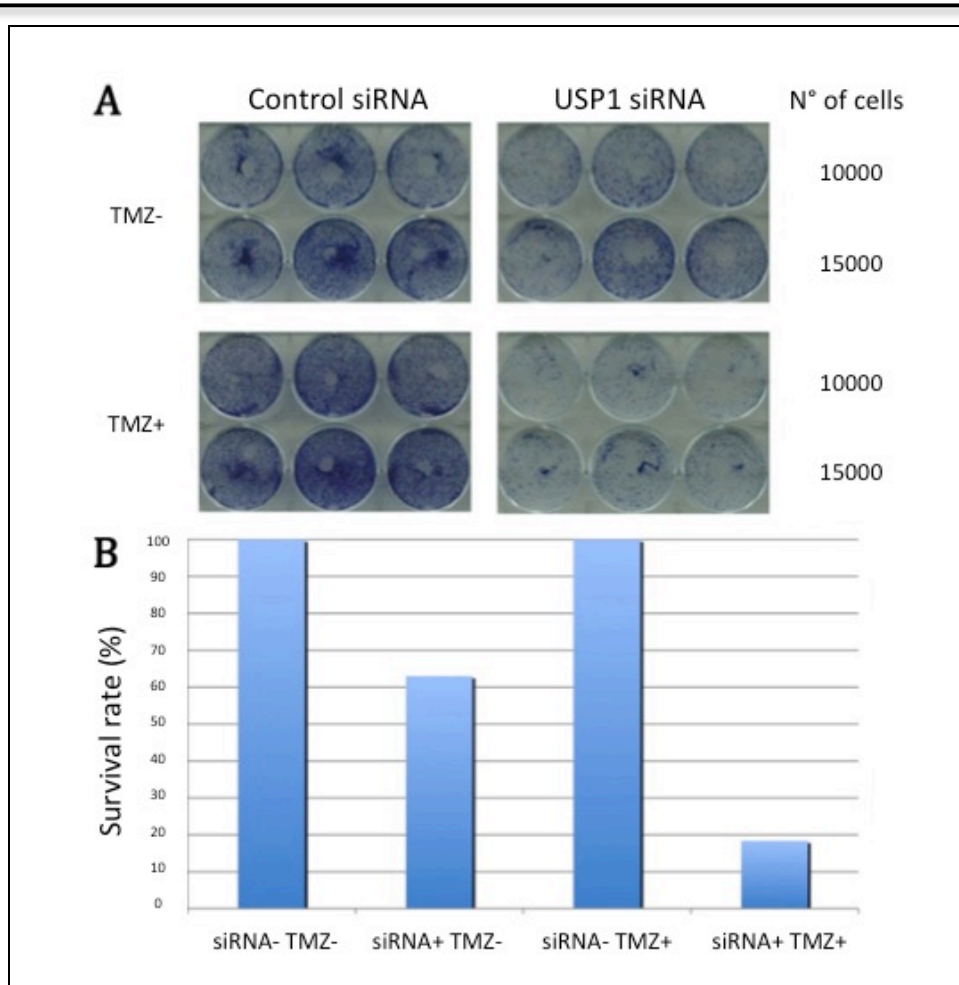 A
Control siRNA USP1 siRNA N° of cells
10000
TMZ-
15000
10000
TMZ+
15000
B
100
90
80
70
60
50
40
30
20
10
0
Survival rate (%)
siRNA- TMZ- siRNA+ TMZ- siRNA- TMZ+ siRNA+ TMZ+